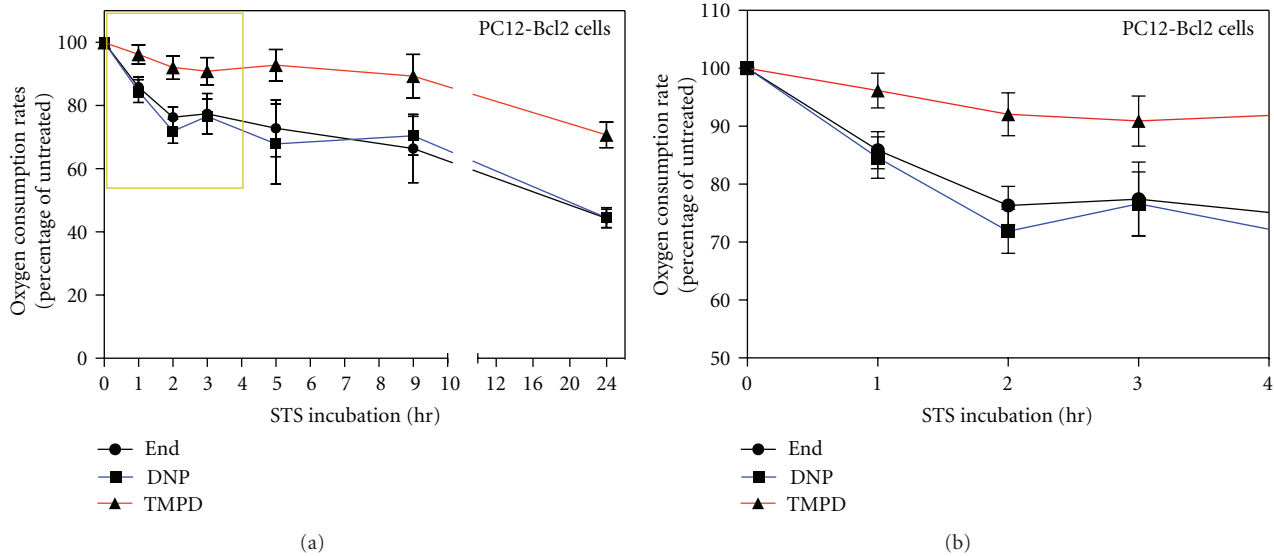 PC12-Bcl2 cells
Oxygen consumption rates
(percentage of untreated)
100
80
60
40
20
0
0 1 2 3 4 5 6 7 8 9 10 12 16 20 24
STS incubation (hr)
End
DNP
TMPD
(a)
PC12-Bcl2 cells
Oxygen consumption rate
(percentage of untreated)
110
100
90
80
70
60
50
0 1 2 3 4
STS incubation (hr)
End
DNP
TMPD
(b)